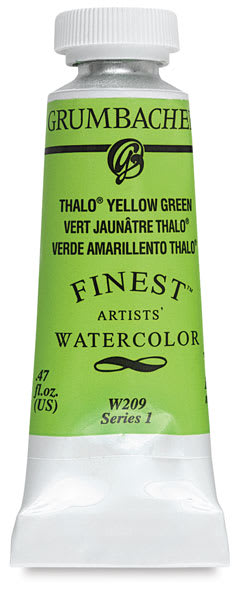 GRUMBACHER
THALO® YELLOW GREEN
VERT JAUNÂTRE THALO®
VERDE AMARILLENTO THALO®
FINEST™
ARTISTS'
WATERCOLOR
.47
fl.oz.
(US)
W209
Series 1